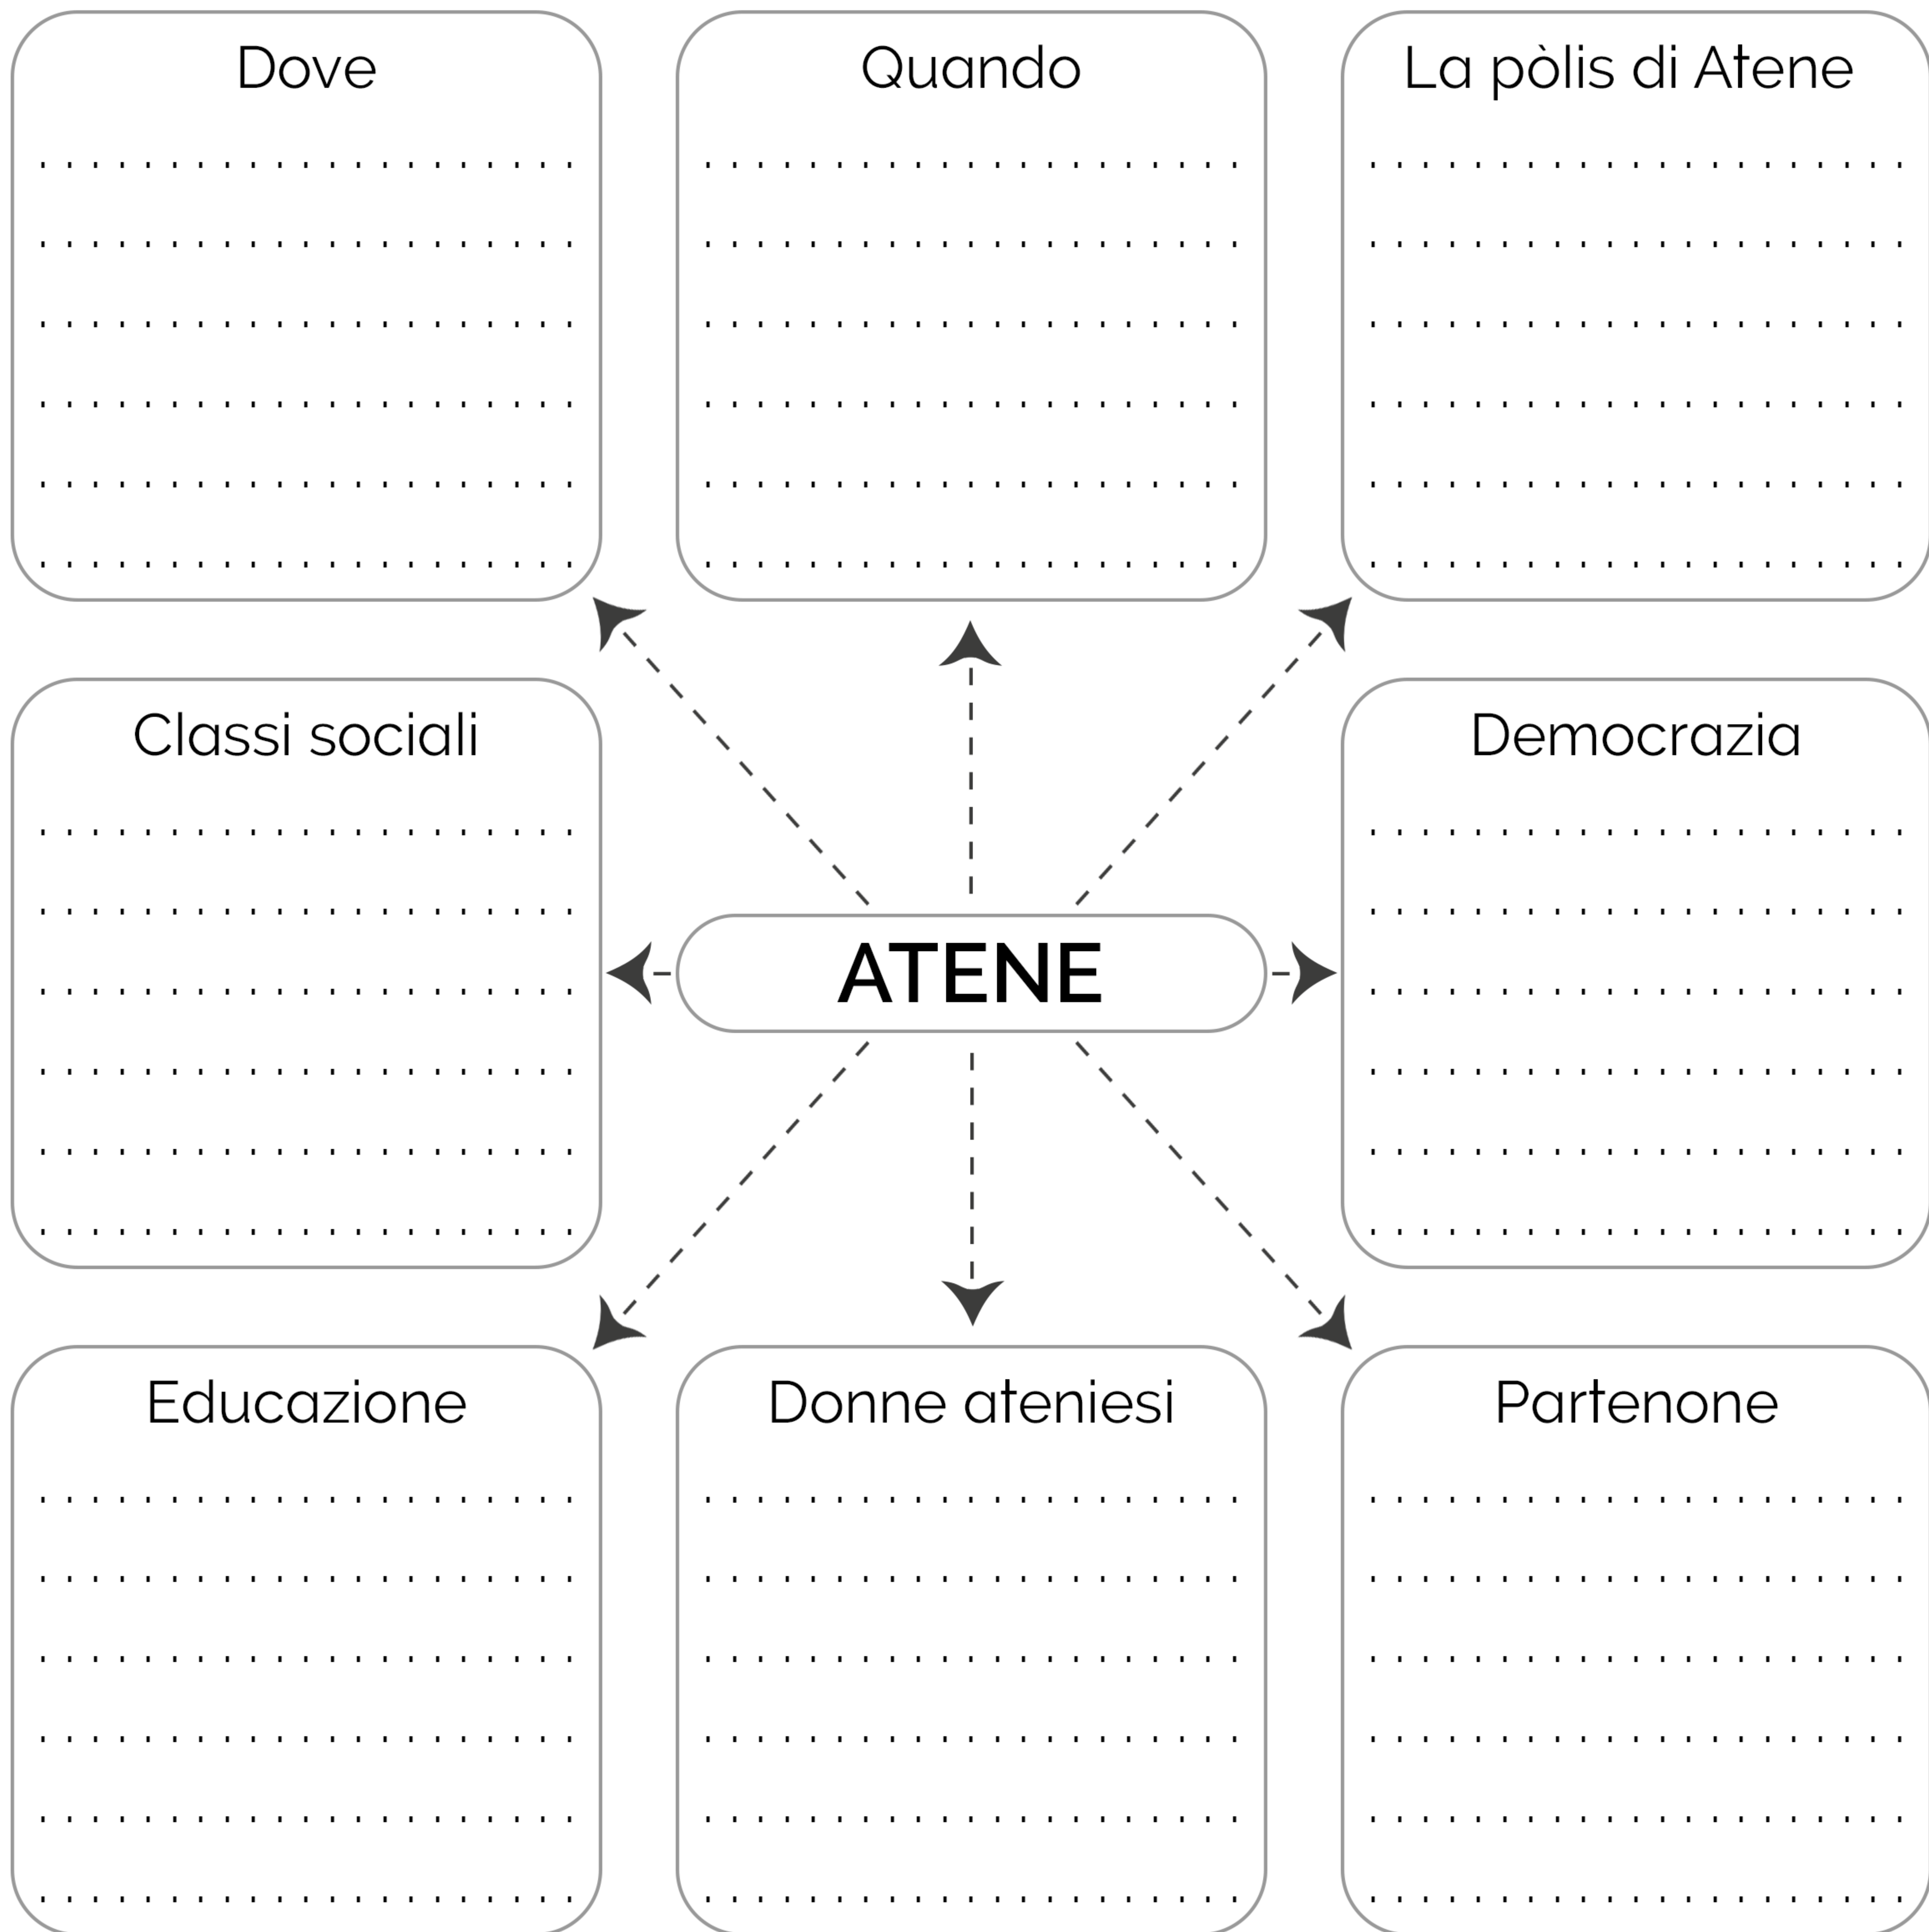 Dove
Quando
La pòlis di Atene
Classi sociali
Democrazia
ATENE
Educazione
Donne ateniesi
Partenone